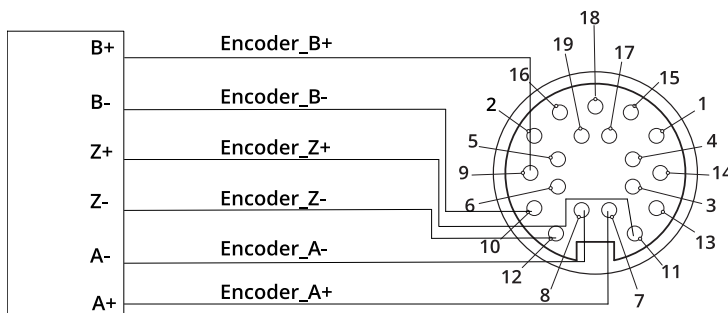 18
B+ Encoder_B+ 19 17
16 15
B- Encoder_B- 2 1
Z+ Encoder_Z+ 5 4
9 14
Z- Encoder_Z- 6 3
10 13
A- Encoder_A- 12 11
A+ Encoder_A+ 8 7